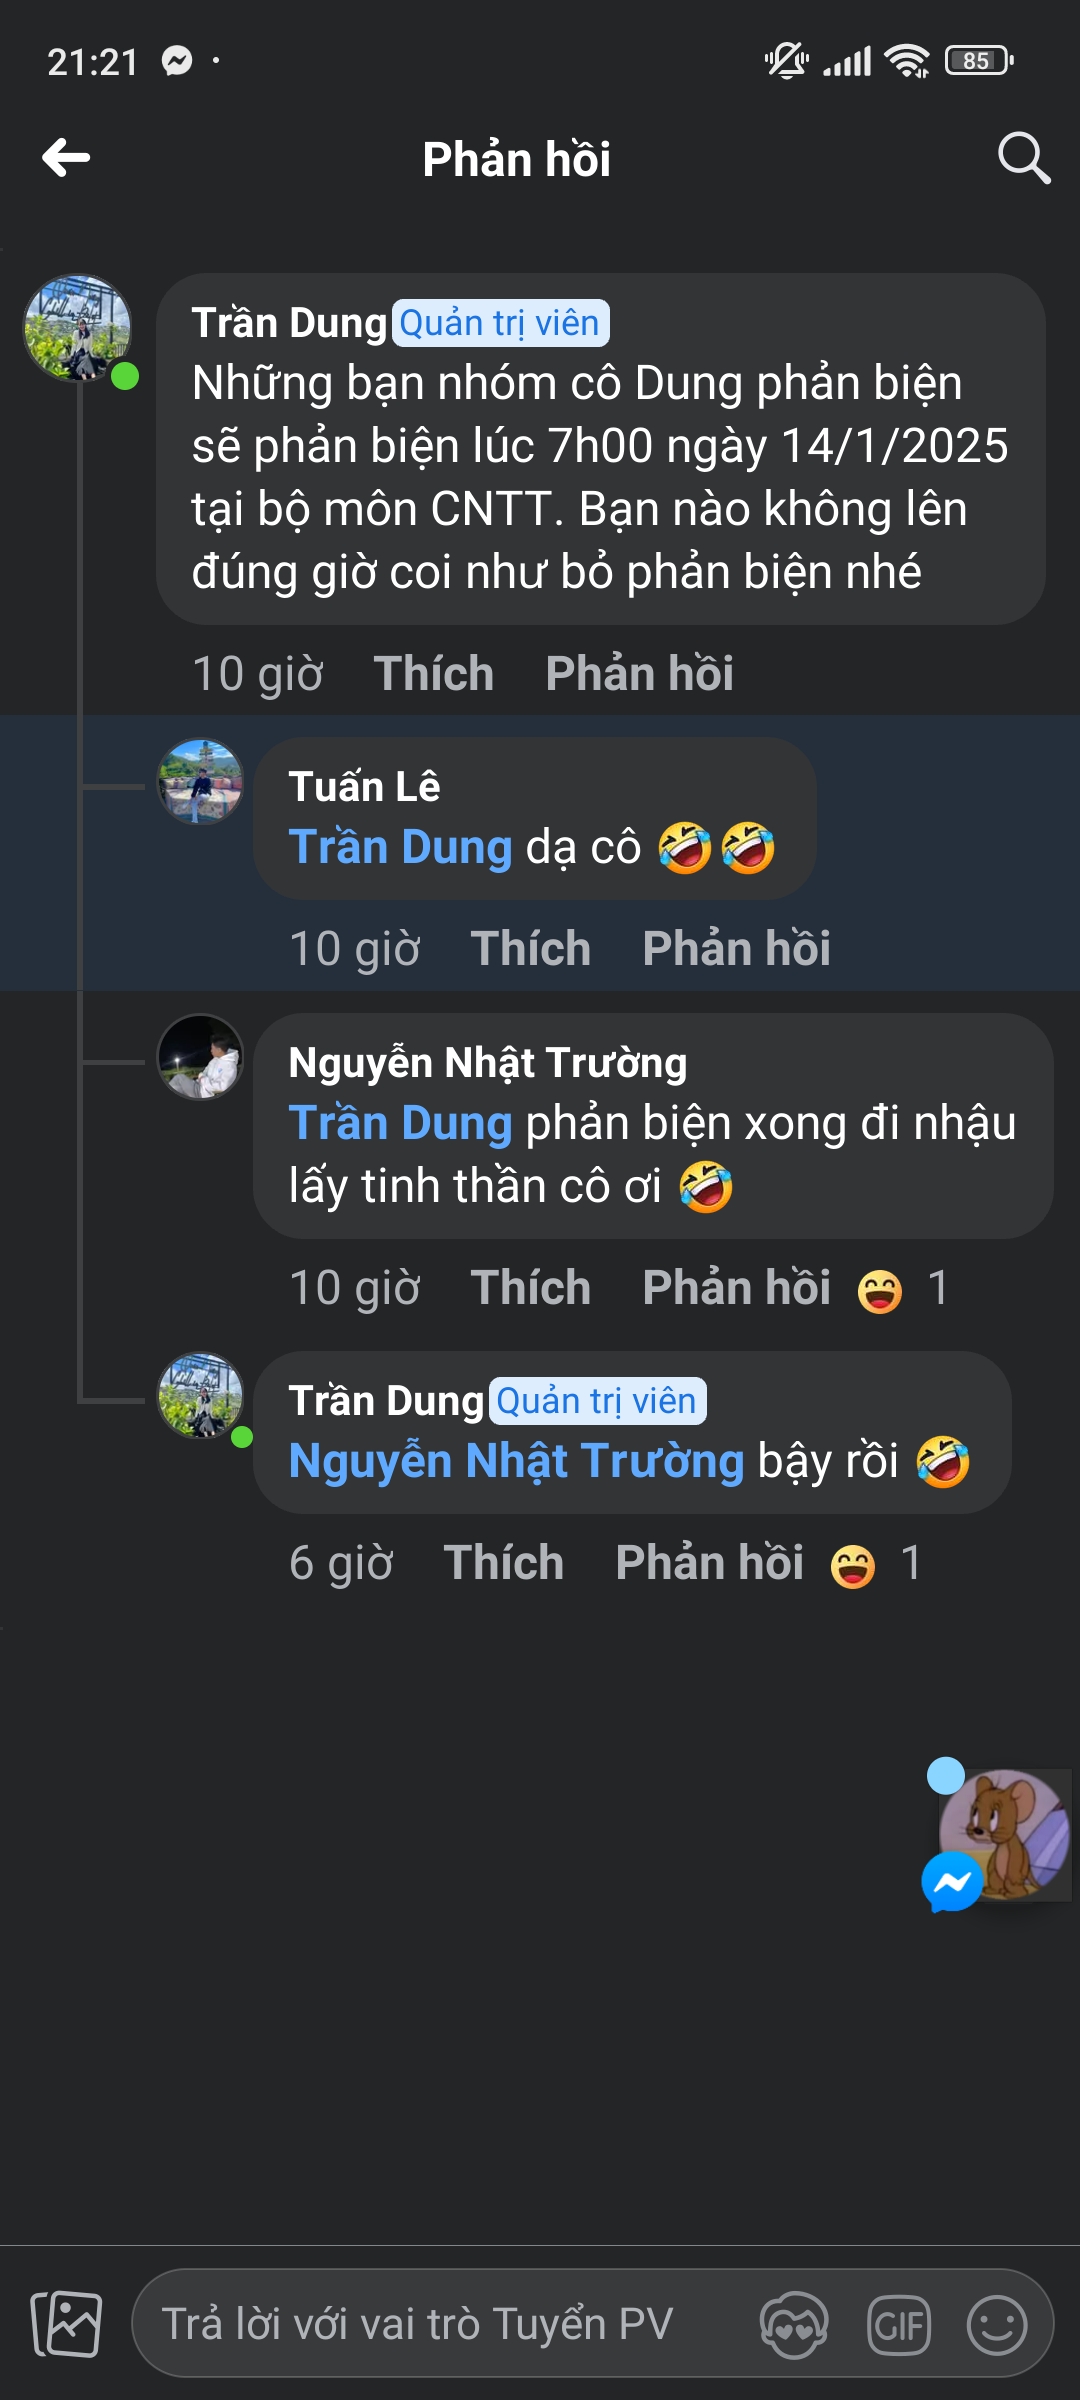 21:21
85
Phản hồi
Trần Dung Quản trị viên
Những bạn nhóm cô Dung phản biện
sẽ phản biện lúc 7h00 ngày 14/1/2025
tại bộ môn CNTT. Bạn nào không lên
đúng giờ coi như bỏ phản biện nhé
10 giờ Thích Phản hồi
Tuấn Lê
Trần Dung dạ cô 🤣🤣
10 giờ Thích Phản hồi
Nguyễn Nhật Trường
Trần Dung phản biện xong đi nhậu
lấy tinh thần cô ơi 🤣
10 giờ Thích Phản hồi 😆 1
Trần Dung Quản trị viên
Nguyễn Nhật Trường bậy rồi 🤣
6 giờ Thích Phản hồi 😆 1
Trả lời với vai trò Tuyển PV
GIF